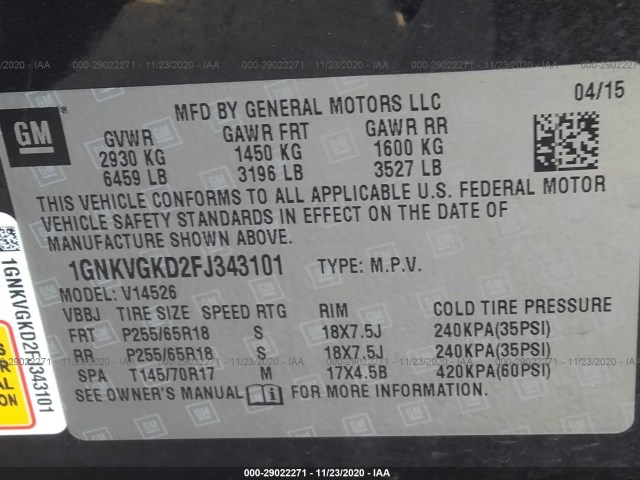 000-29022271 - 11/23/2020 - IAA
GM®
MFD BY GENERAL MOTORS LLC
04/15
GVWR GAWR FRT GAWR RR
2930 KG 1450 KG 1600 KG
6459 LB 3196 LB 3527 LB
THIS VEHICLE CONFORMS TO ALL APPLICABLE U.S. FEDERAL MOTOR
VEHICLE SAFETY STANDARDS IN EFFECT ON THE DATE OF
MANUFACTURE SHOWN ABOVE.
1GNKVGKD2FJ343101 TYPE: M.P.V.
MODEL: V14526
VBBJ TIRE SIZE SPEED RTG RIM COLD TIRE PRESSURE
FRT P255/65R18 S 18X7.5J 240KPA(35PSI)
RR P255/65R18 S 18X7.5J 240KPA(35PSI)
SPA T145/70R17 M 17X4.5B 420KPA(60PSI)
SEE OWNER'S MANUAL FOR MORE INFORMATION.
1GNKVGKD2FJ343101
000-29022271 - 11/23/2020 - IAA